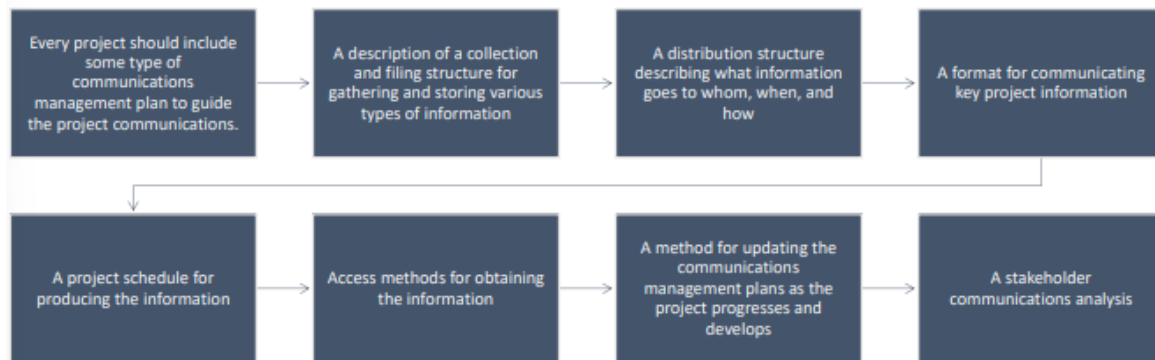 Every project should include
some type of
communications
management plan to guide
the project communications.
A description of a collection
and filing structure for
gathering and storing various
types of information
A distribution structure
describing what information
goes to whom, when, and
how
A format for communicating
key project information
A project schedule for
producing the information
Access methods for obtaining
the information
A method for updating the
communications
management plans as the
project progresses and
develops
A stakeholder
communications analysis